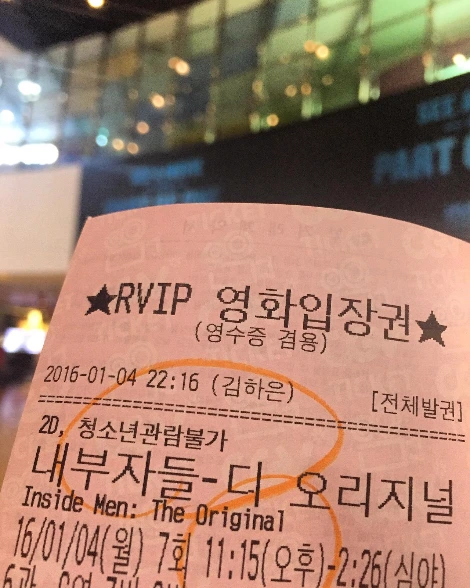 ★RVIP 영화입장권★
(영수증 겸용)
2016-01-04 22:16 (김하은) [전체발권]
2D, 청소년관람불가
내부자들-디 오리지널
Inside Men: The Original
16/01/04(월) 7회 11:15(오후)-2:26(심야)